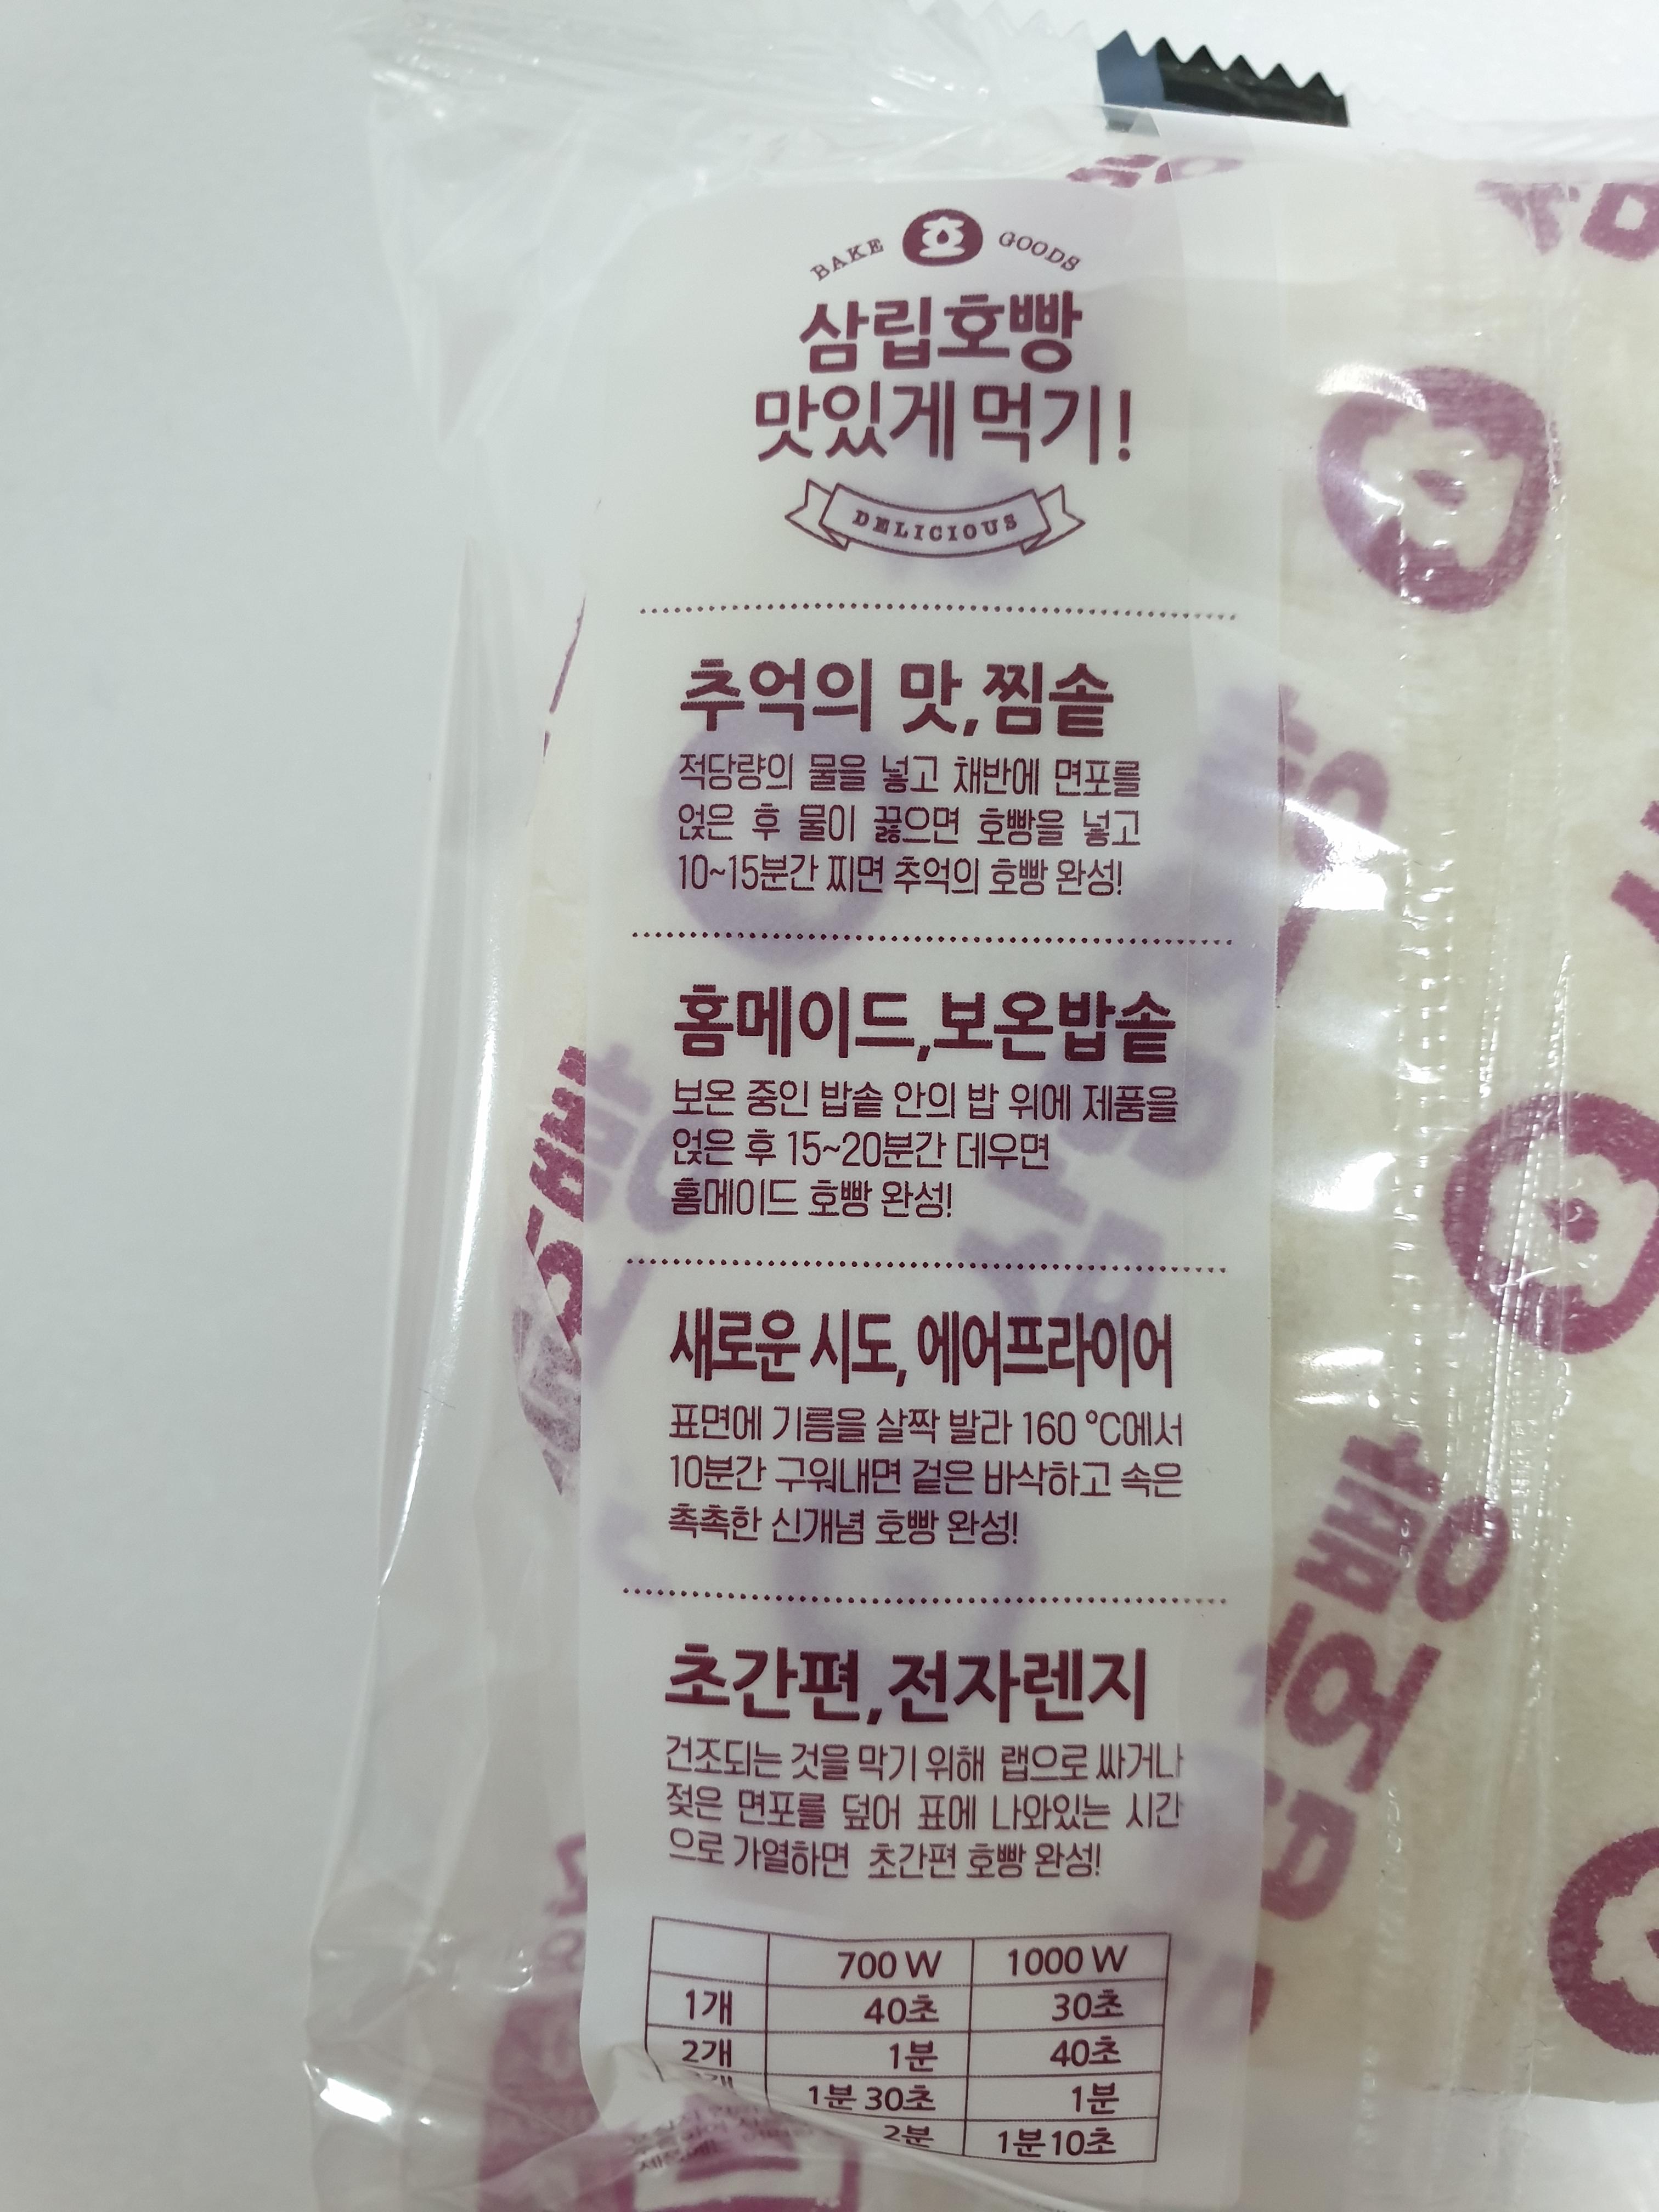 BAKE 호 GOODS
삼립호빵
맛있게 먹기!
DELICIOUS
추억의 맛, 찜솥
적당량의 물을 넣고 채반에 면포를
얹은 후 물이 끓으면 호빵을 넣고
10~15분간 찌면 추억의 호빵 완성!
홈메이드, 보온밥솥
보온 중인 밥솥 안의 밥 위에 제품을
얹은 후 15~20분간 데우면
홈메이드 호빵 완성!
새로운 시도, 에어프라이어
표면에 기름을 살짝 발라 160 ℃에서
10분간 구워내면 겉은 바삭하고 속은
촉촉한 신개념 호빵 완성!
초간편, 전자렌지
건조되는 것을 막기 위해 랩으로 싸거나
젖은 면포를 덮어 표에 나와있는 시간
으로 가열하면 초간편 호빵 완성!
700 W 1000 W
1개 40초 30초
2개 1분 40초
1분 30초 1분
2분 1분 10초
호빵